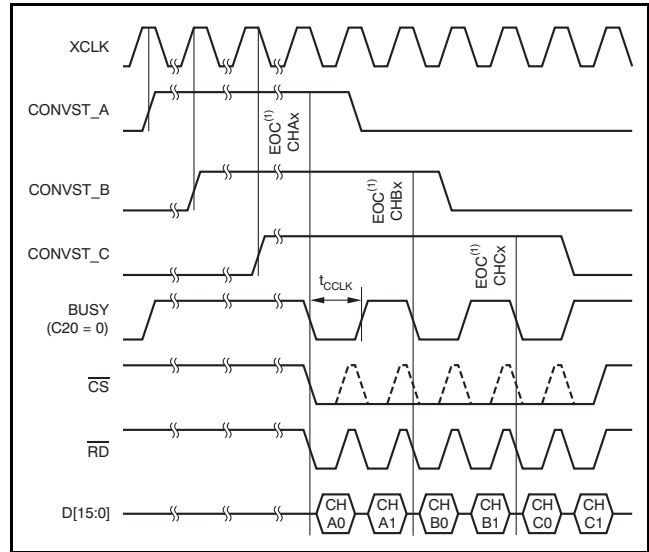 XCLK
CONVST_A
EOC(1)
CHAx
CONVST_B
EOC(1)
CHBx
CONVST_C
EOC(1)
CHCx
tCCLK
BUSY
(C20 = 0)
CS
RD
D[15:0]
CH A0
CH A1
CH B0
CH B1
CH C0
CH C1